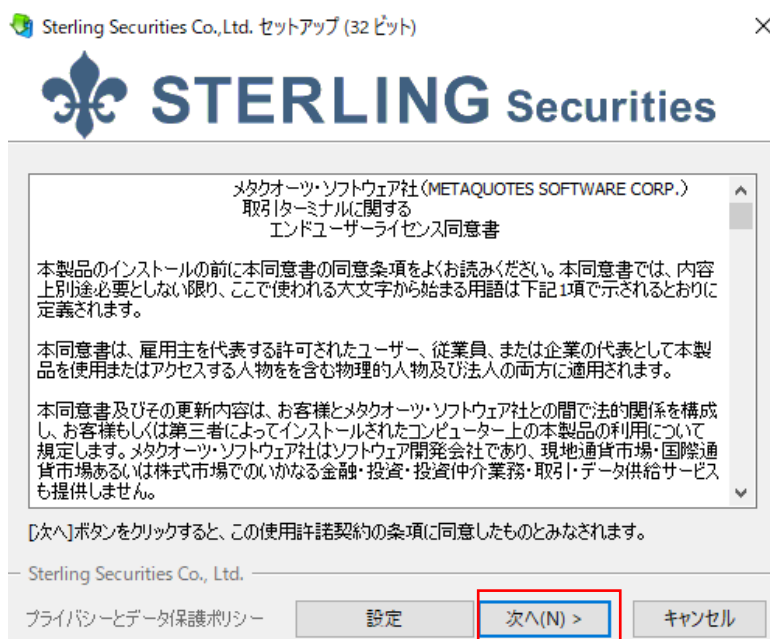 Sterling Securities Co.,Ltd. セットアップ (32 ビット)
STERLING Securities
メタクオーツ・ソフトウェア社（METAQUOTES SOFTWARE CORP.）
取引ターミナルに関する
エンドユーザーライセンス同意書
本製品のインストールの前に本同意書の同意条項をよくお読みください。本同意書では、内容
上別途必要としない限り、ここで使われる大文字から始まる用語は下記1項で示されるとおりに
定義されます。
本同意書は、雇用主を代表する許可されたユーザー、従業員、または企業の代表として本製
品を使用またはアクセスする人物をを含む物理的人物及び法人の両方に適用されます。
本同意書及びその更新内容は、お客様とメタクオーツ・ソフトウェア社との間で法的関係を構成
し、お客様もしくは第三者によってインストールされたコンピューター上の本製品の利用について
規定します。メタクオーツ・ソフトウェア社はソフトウェア開発会社であり、現地通貨市場・国際通
貨市場あるいは株式市場でのいかなる金融・投資・投資仲介業務・取引・データ供給サービス
も提供しません。
[次へ]ボタンをクリックすると、この使用許諾契約の条項に同意したものとみなされます。
Sterling Securities Co., Ltd.
プライバシーとデータ保護ポリシー 設定 次へ(N) > キャンセル